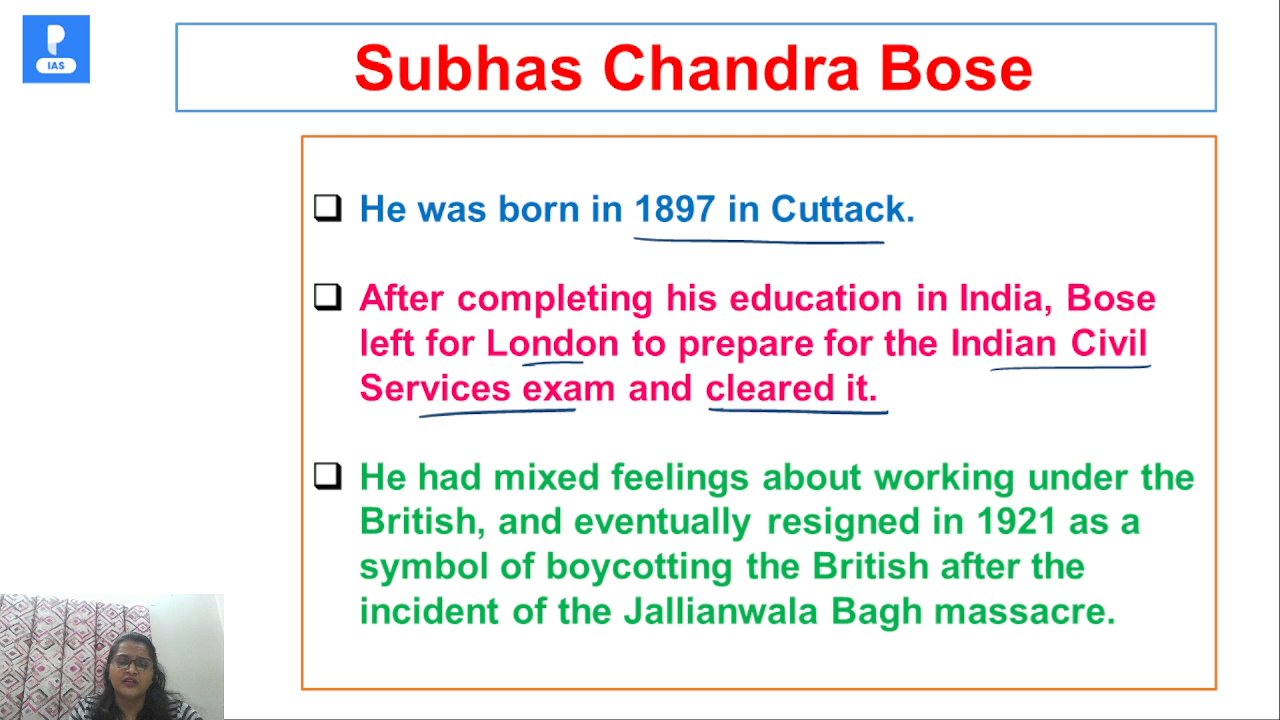 IAS
Subhas Chandra Bose
He was born in 1897 in Cuttack.
After completing his education in India, Bose
left for London to prepare for the Indian Civil
Services exam and cleared it.
He had mixed feelings about working under the
British, and eventually resigned in 1921 as a
symbol of boycotting the British after the
incident of the Jallianwala Bagh massacre.